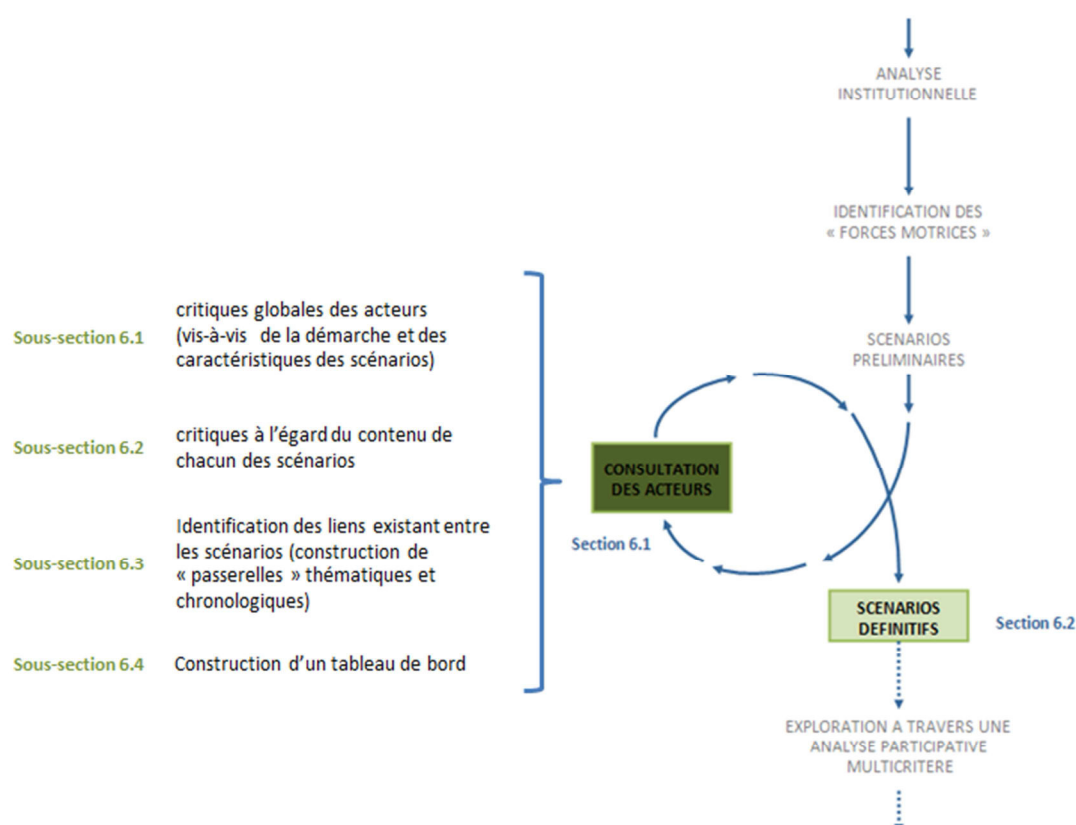 ANALYSE
INSTITUTIONNELLE
IDENTIFICATION DES
« FORCES MOTRICES »
SCENARIOS
PRELIMINAIRES
Sous-section 6.1
critiques globales des acteurs
(vis-à-vis de la démarche et des
caractéristiques des scénarios)
Sous-section 6.2
critiques à l'égard du contenu de
chacun des scénarios
Sous-section 6.3
Identification des liens existant entre
les scénarios (construction de
« passerelles » thématiques et
chronologiques)
Sous-section 6.4
Construction d'un tableau de bord
CONSULTATION
DES ACTEURS
Section 6.1
SCENARIOS
DEFINITIFS
Section 6.2
EXPLORATION A TRAVERS UNE
ANALYSE PARTICIPATIVE
MULTICRITERE